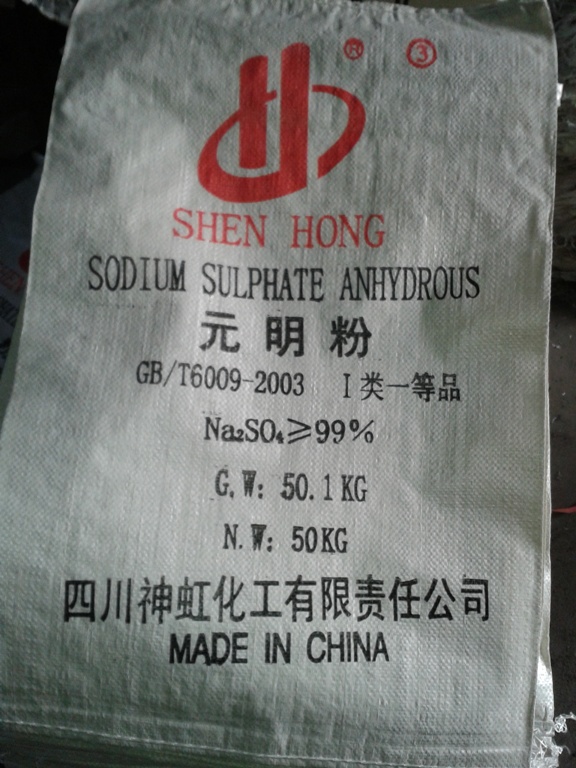 ® ③
SHEN HONG
SODIUM SULPHATE ANHYDROUS
元明粉
GB/T6009-2003 Ⅰ类一等品
Na₂SO₄≥99%
G.W: 50.1KG
N.W: 50KG
四川神虹化工有限责任公司
MADE IN CHINA